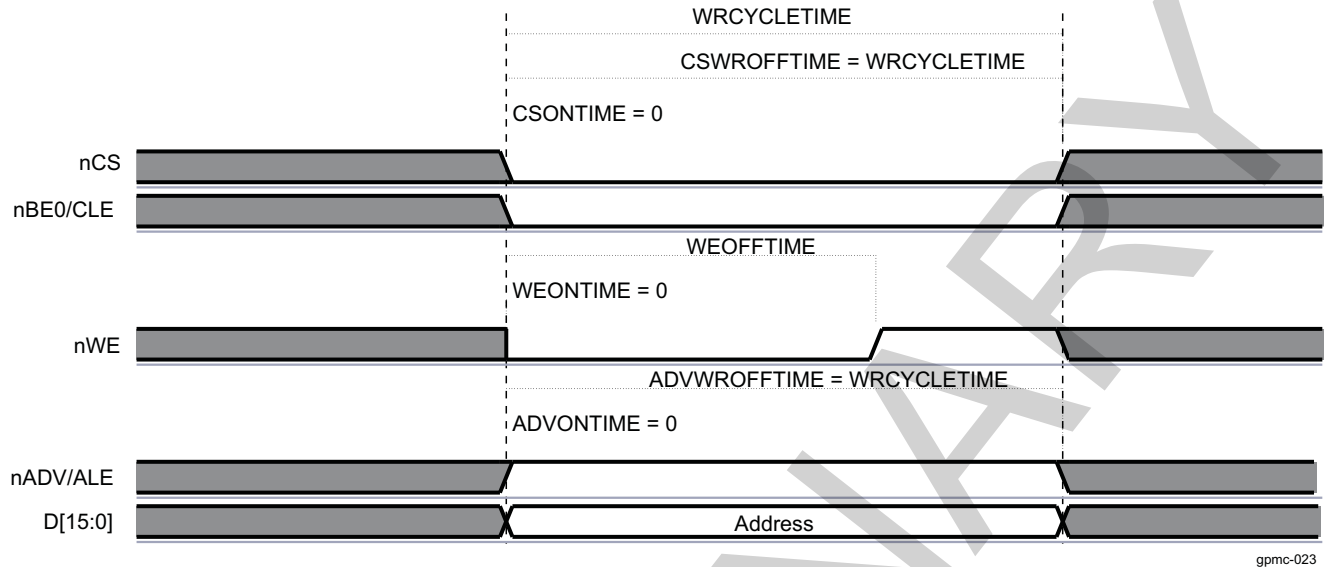 WRCYCLETIME
CSWROFFTIME = WRCYCLETIME
CSONTIME = 0
nCS
nBE0/CLE
WEOFFTIME
WEONTIME = 0
nWE
ADVWROFFTIME = WRCYCLETIME
ADVONTIME = 0
nADV/ALE
D[15:0]
Address
gpmc-023
NARY